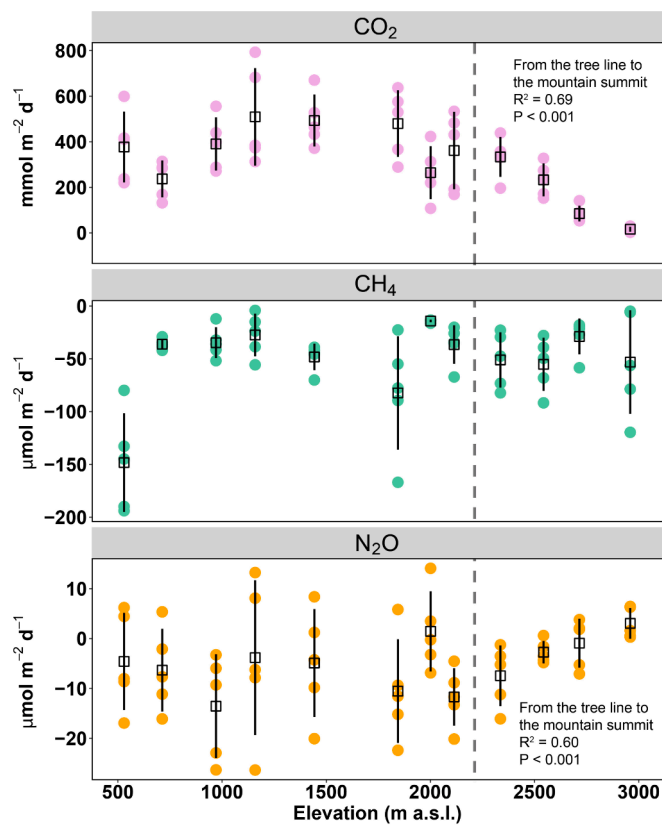 CO₂
800
600
400
200
0
mmol m⁻² d⁻¹
From the tree line to
the mountain summit
R² = 0.69
P < 0.001
CH₄
0
−50
−100
−150
−200
μmol m⁻² d⁻¹
N₂O
10
0
−10
−20
μmol m⁻² d⁻¹
From the tree line to
the mountain summit
R² = 0.60
P < 0.001
500 1000 1500 2000 2500 3000
Elevation (m a.s.l.)